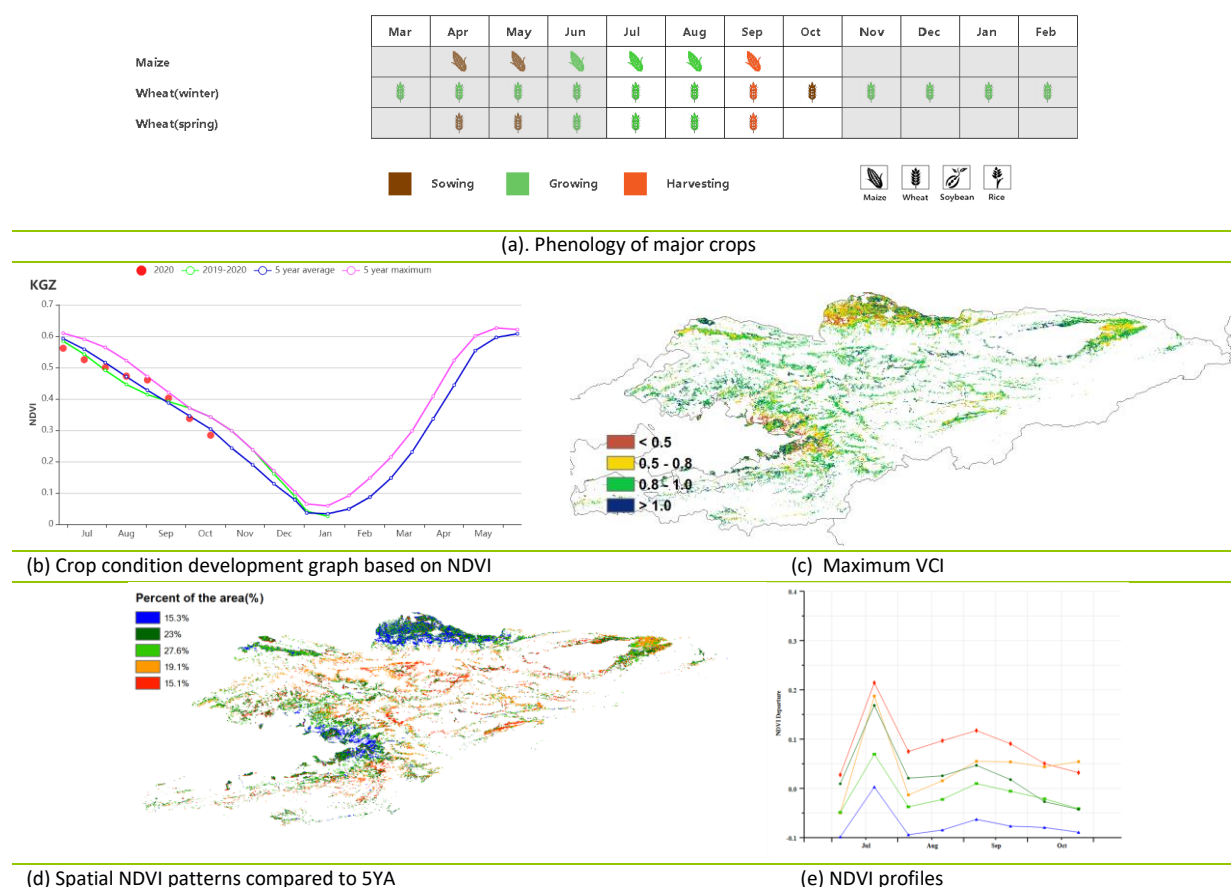 Mar Apr May Jun Jul Aug Sep Oct Nov Dec Jan Feb
Maize
Wheat(winter)
Wheat(spring)
Sowing Growing Harvesting
Maize Wheat Soybean Rice
(a). Phenology of major crops
2020 2019-2020 5 year average 5 year maximum
KGZ
0.7
0.6
0.5
0.4
0.3
0.2
0.1
0
NDVI
Jul Aug Sep Oct Nov Dec Jan Feb Mar Apr May
< 0.5
0.5 - 0.8
0.8 - 1.0
> 1.0
(b) Crop condition development graph based on NDVI
(c) Maximum VCI
Percent of the area(%)
15.3%
23%
27.6%
19.1%
15.1%
0.4
0.3
0.2
0.1
0.0
-0.1
NDVI Departure
Jul Aug Sep Oct
(d) Spatial NDVI patterns compared to 5YA
(e) NDVI profiles